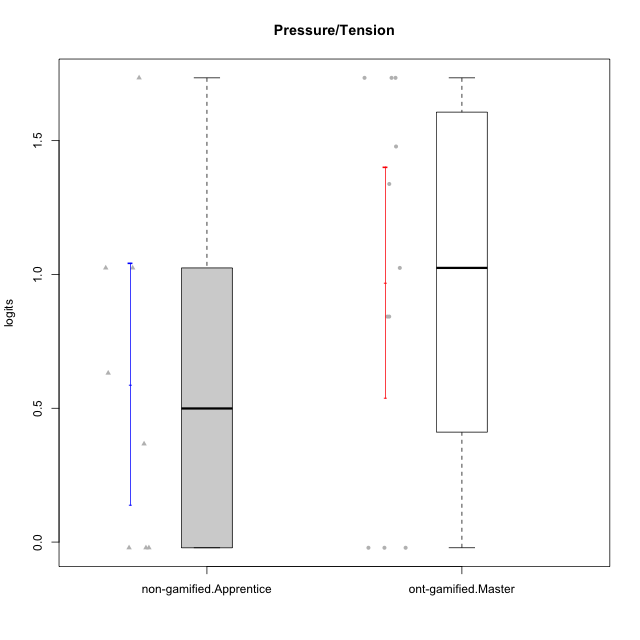 Pressure/Tension
logits
1.5
1.0
0.5
0.0
non-gamified.Apprentice
ont-gamified.Master